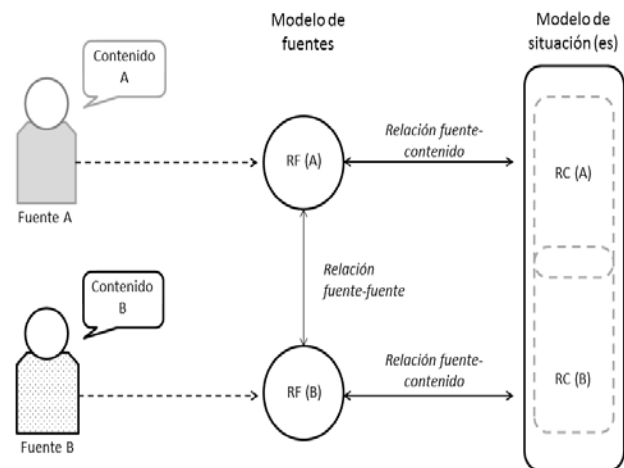 Modelo de
fuentes
Modelo de
situación (es)
Contenido
A
Fuente A
RF (A)
Relación fuente-
contenido
RC (A)
Relación
fuente-fuente
Contenido
B
Fuente B
RF (B)
Relación fuente-
contenido
RC (B)